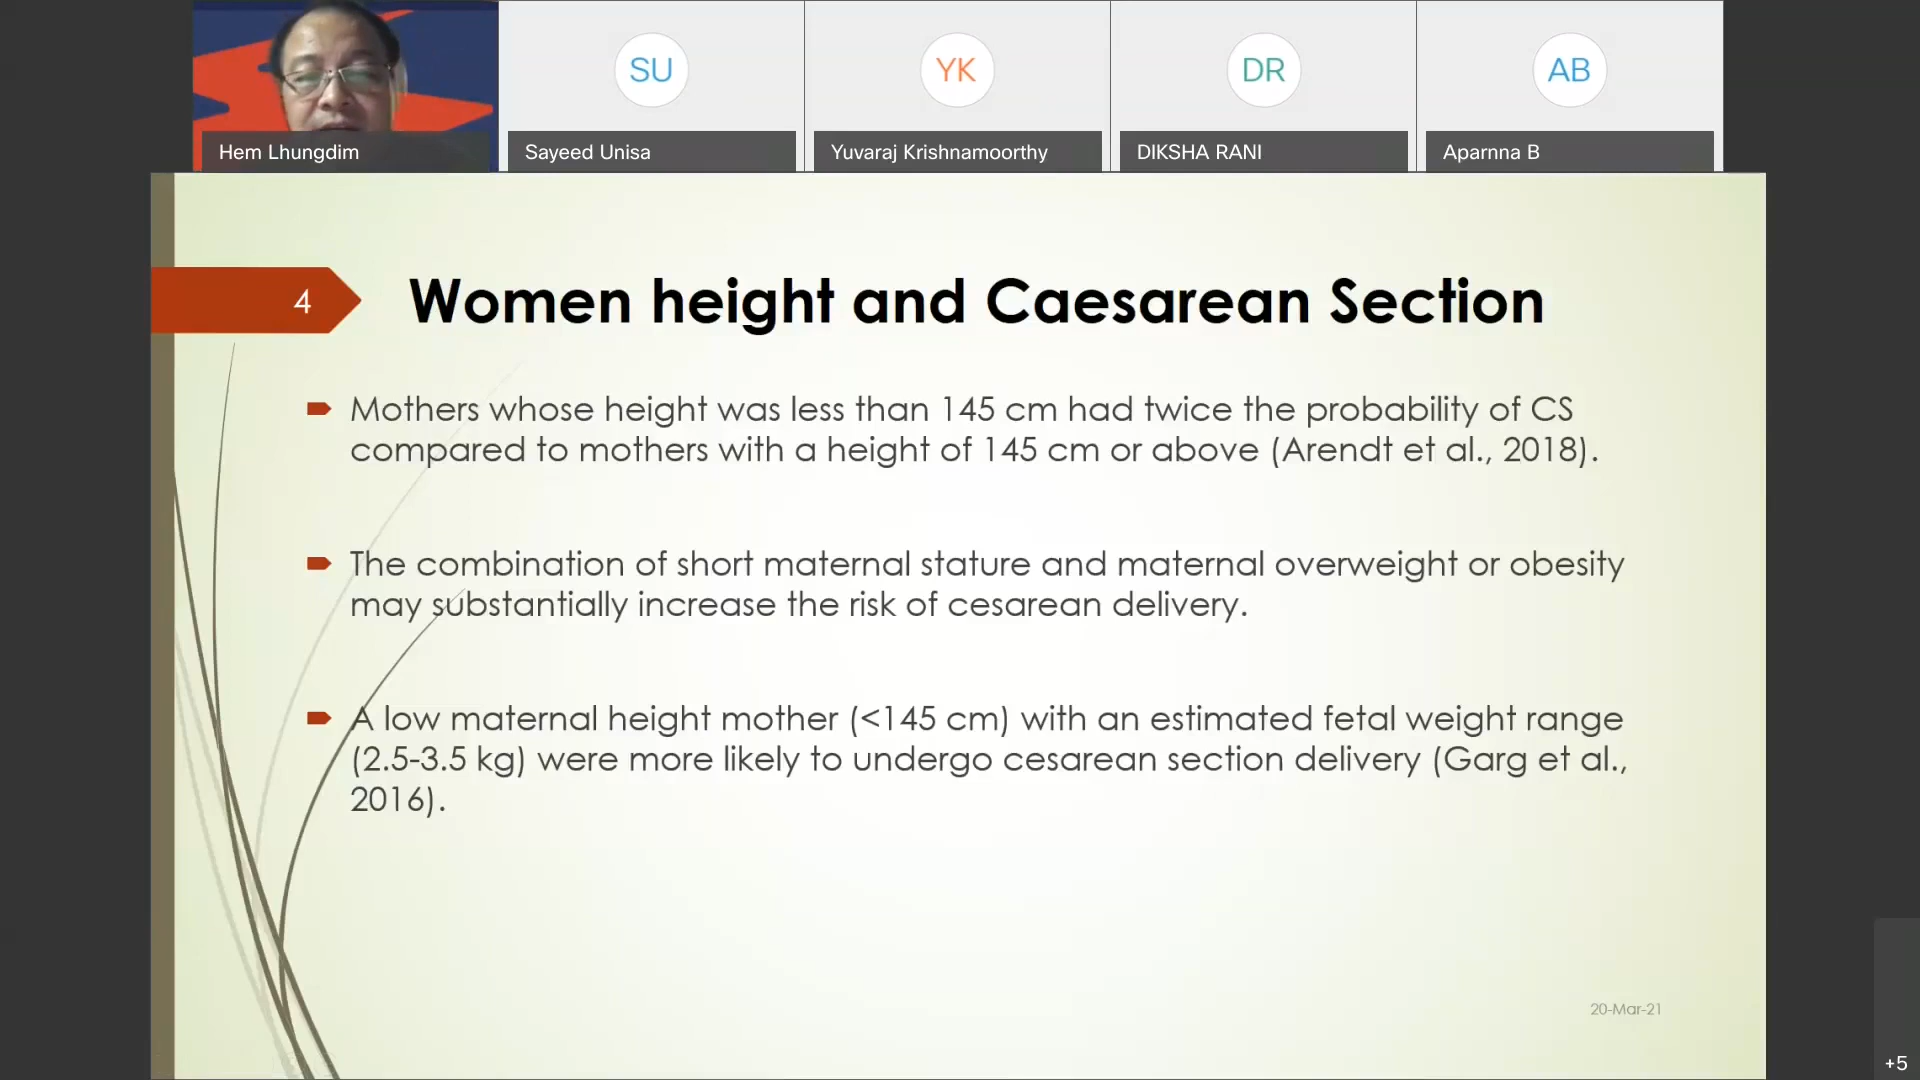 SU
YK
DR
AB
Hem Lhungdim
Sayeed Unisa
Yuvaraj Krishnamoorthy
DIKSHA RANI
Aparnna B
4
Women height and Caesarean Section
Mothers whose height was less than 145 cm had twice the probability of CS
compared to mothers with a height of 145 cm or above (Arendt et al., 2018).
The combination of short maternal stature and maternal overweight or obesity
may substantially increase the risk of cesarean delivery.
A low maternal height mother (<145 cm) with an estimated fetal weight range
(2.5-3.5 kg) were more likely to undergo cesarean section delivery (Garg et al.,
2016).
20-Mar-21
+5